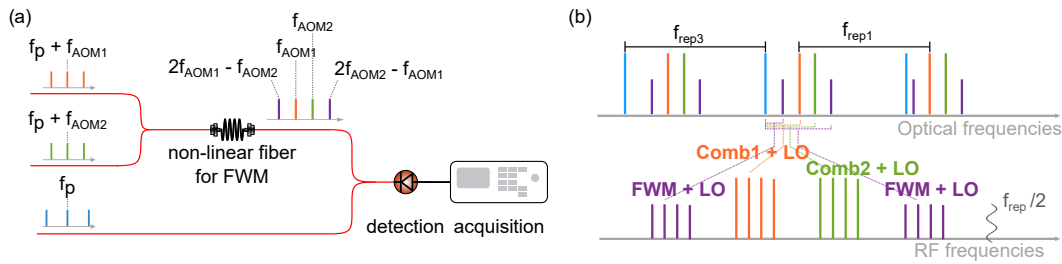 (a)
fp + fAOM1
fp + fAOM2
fp
fAOM2
fAOM1
2fAOM1 - fAOM2
2fAOM2 - fAOM1
non-linear fiber
for FWM
detection
acquisition
(b)
frep3
frep1
Optical frequencies
Comb1 + LO
Comb2 + LO
FWM + LO
FWM + LO
frep/2
RF frequencies